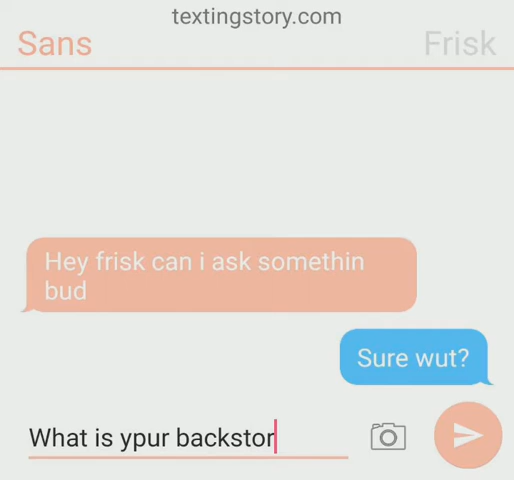 textingstory.com
Sans
Frisk
Hey frisk can i ask somethin
bud
Sure wut?
What is ypur backstor